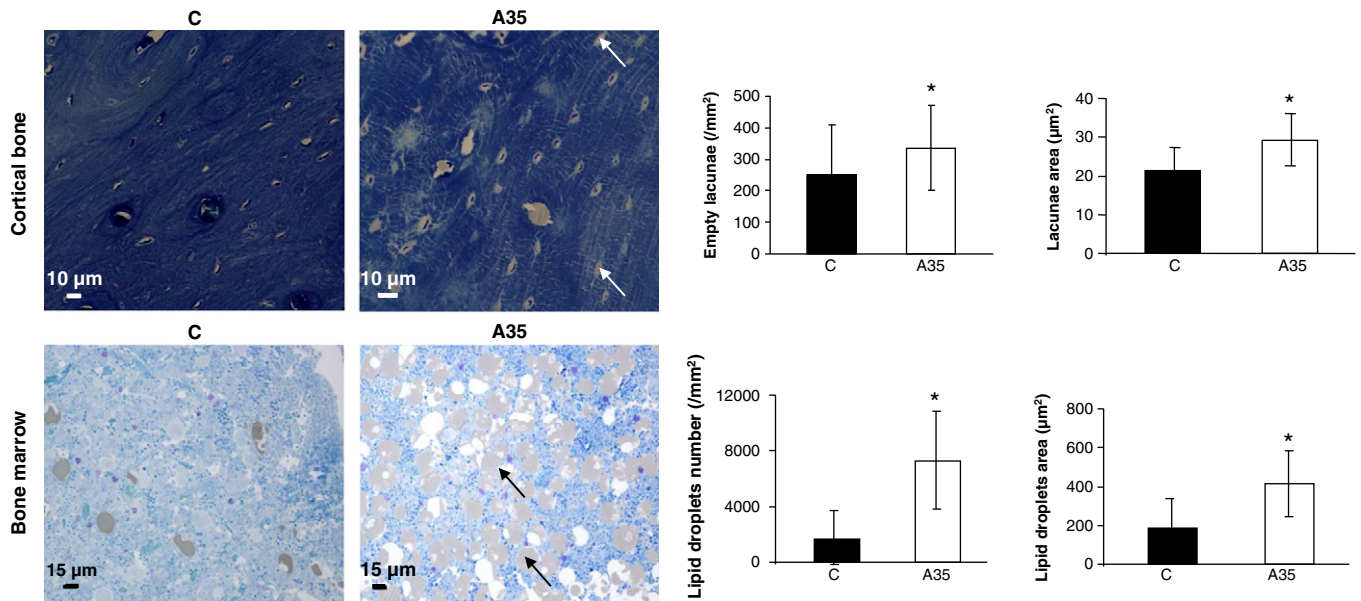 C
A35
Cortical bone
10 µm
10 µm
Empty lacunae (/mm²)
500
400
300
200
100
0
*
C
A35
Lacunae area (µm²)
40
30
20
10
0
*
C
A35
C
A35
Bone marrow
15 µm
15 µm
Lipid droplets number (/mm²)
12000
8000
4000
0
*
C
A35
Lipid droplets area (µm²)
800
600
400
200
0
*
C
A35